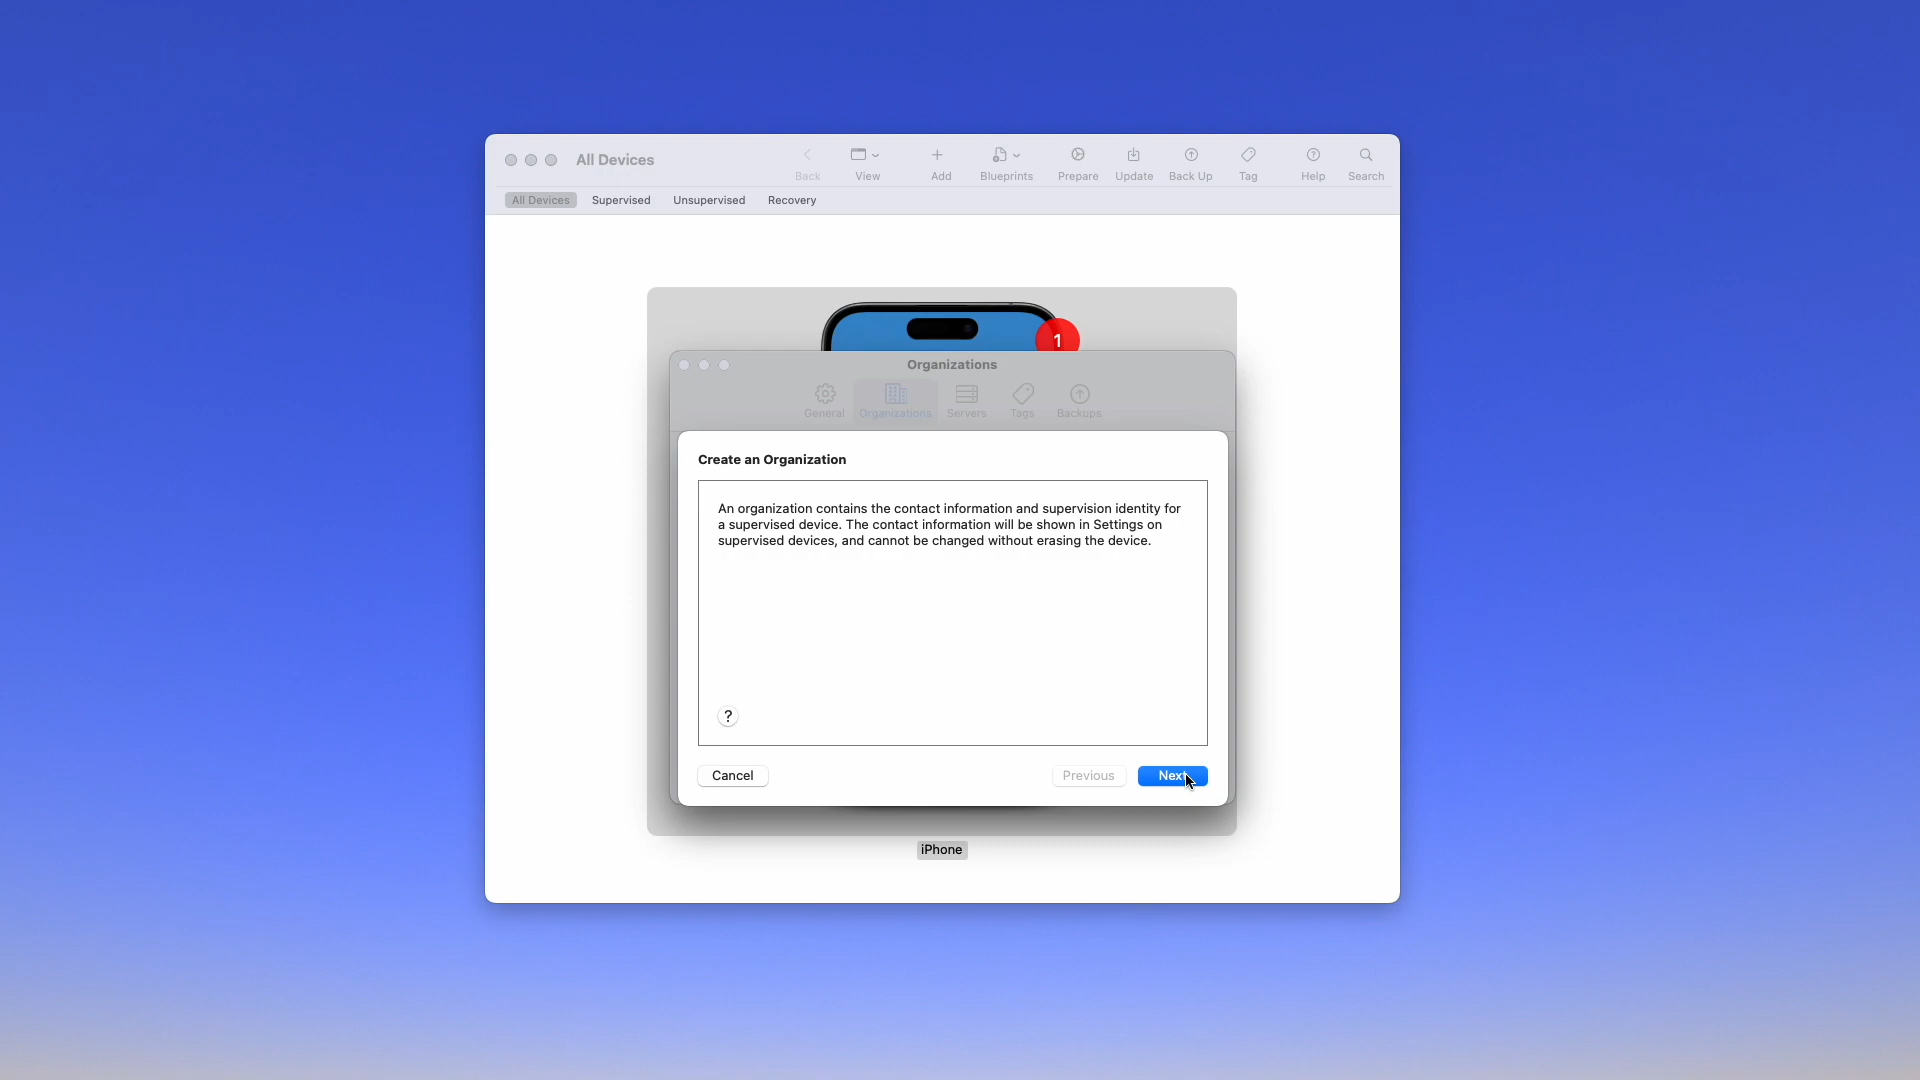 All Devices
Back
View
Add
Blueprints
Prepare
Update
Back Up
Tag
Help
Search
All Devices
Supervised
Unsupervised
Recovery
1
Organizations
General
Organizations
Servers
Tags
Backups
Create an Organization
An organization contains the contact information and supervision identity for
a supervised device. The contact information will be shown in Settings on
supervised devices, and cannot be changed without erasing the device.
?
Cancel
Previous
Next
iPhone